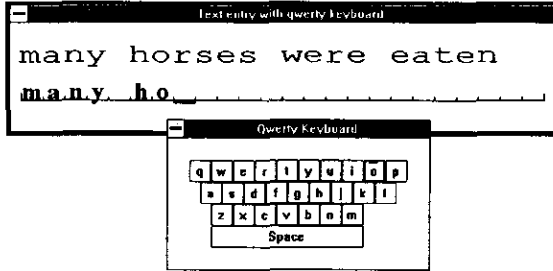 Text entry with qwerty keyboard
many horses were eaten
many ho
Qwerty Keyboard
q w e r t y u i o p
a s d f g h j k l
z x c v b n m
Space